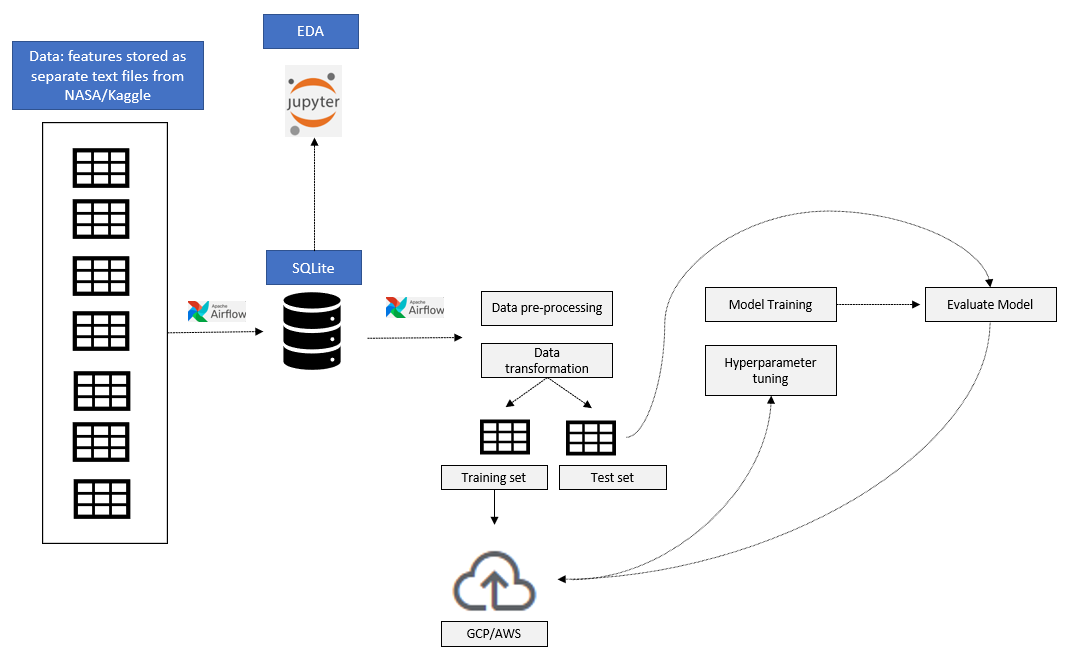 EDA
Data: features stored as
separate text files from
NASA/Kaggle
jupyter
SQLite
Apache
Airflow
Apache
Airflow
Data pre-processing
Model Training
Evaluate Model
Data
transformation
Hyperparameter
tuning
Training set
Test set
GCP/AWS